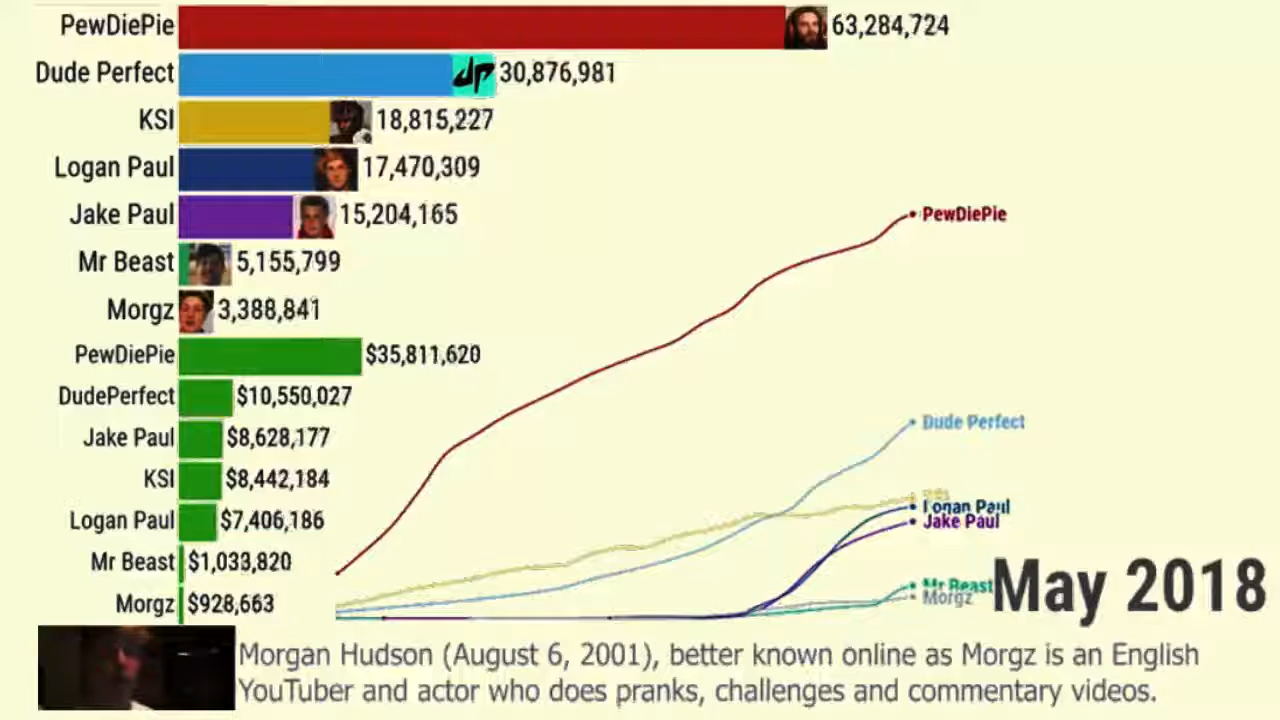 PewDiePie 63,284,724
Dude Perfect dp 30,876,981
KSI 18,815,227
Logan Paul 17,470,309
Jake Paul 15,204,165
Mr Beast 5,155,799
Morgz 3,388,841
PewDiePie $35,811,620
DudePerfect $10,550,027
Jake Paul $8,628,177
KSI $8,442,184
Logan Paul $7,406,186
Mr Beast $1,033,820
Morgz $928,663
PewDiePie
Dude Perfect
Logan Paul
Jake Paul
Mr Beast
Morgz
May 2018
Morgan Hudson (August 6, 2001), better known online as Morgz is an English
YouTuber and actor who does pranks, challenges and commentary videos.